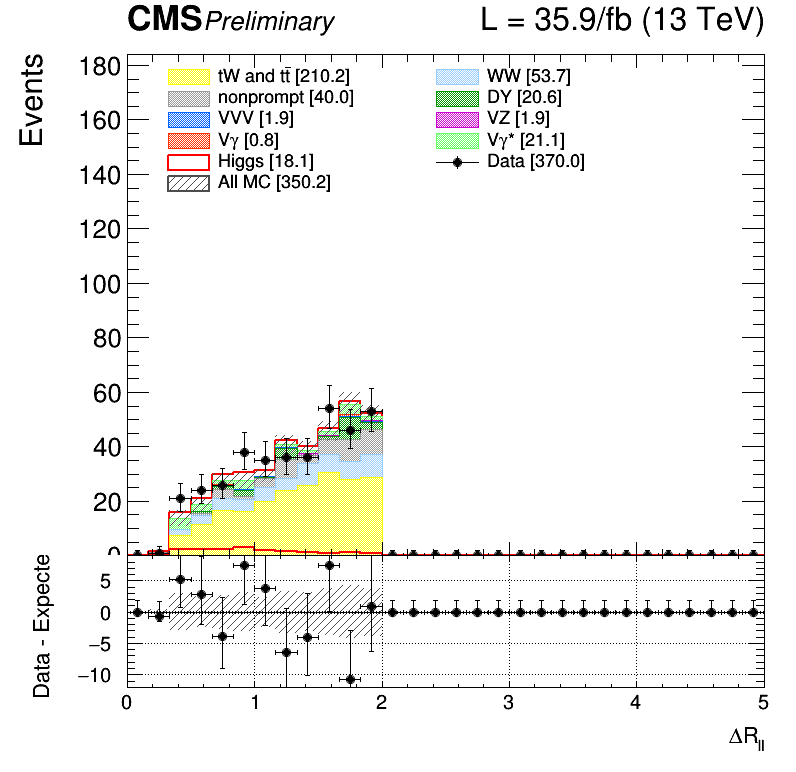 CMS Preliminary L = 35.9/fb (13 TeV)
Events
180
160
140
120
100
80
60
40
20
0
tW and tt̄ [210.2]
nonprompt [40.0]
VVV [1.9]
Vγ [0.8]
Higgs [18.1]
All MC [350.2]
WW [53.7]
DY [20.6]
VZ [1.9]
Vγ* [21.1]
Data [370.0]
Data - Expecte
5
0
−5
−10
0 1 2 3 4 5
ΔR_ll